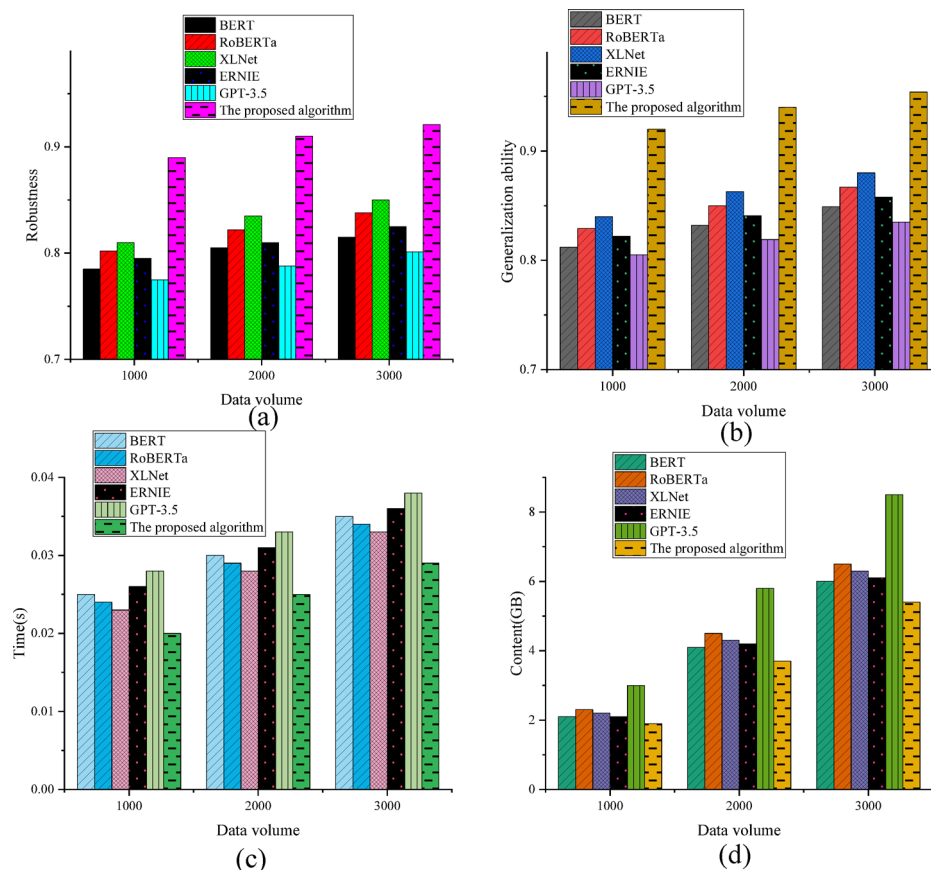 (a)
BERT
RoBERTa
XLNet
ERNIE
GPT-3.5
The proposed algorithm
Robustness
0.9
0.8
0.7
1000
2000
3000
Data volume
(a)
BERT
RoBERTa
XLNet
ERNIE
GPT-3.5
The proposed algorithm
Generalization ability
0.9
0.8
0.7
1000
2000
3000
Data volume
(b)
BERT
RoBERTa
XLNet
ERNIE
GPT-3.5
The proposed algorithm
Time(s)
0.04
0.03
0.02
0.01
0.00
1000
2000
3000
Data volume
(c)
BERT
RoBERTa
XLNet
ERNIE
GPT-3.5
The proposed algorithm
Content(GB)
8
6
4
2
0
1000
2000
3000
Data volume
(d)